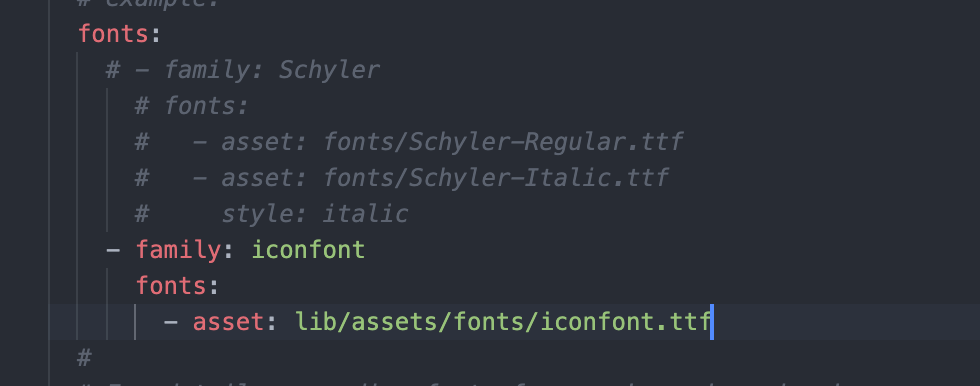 # example:
fonts:
# - family: Schyler
# fonts:
#   - asset: fonts/Schyler-Regular.ttf
#   - asset: fonts/Schyler-Italic.ttf
#     style: italic
- family: iconfont
fonts:
- asset: lib/assets/fonts/iconfont.ttf
#